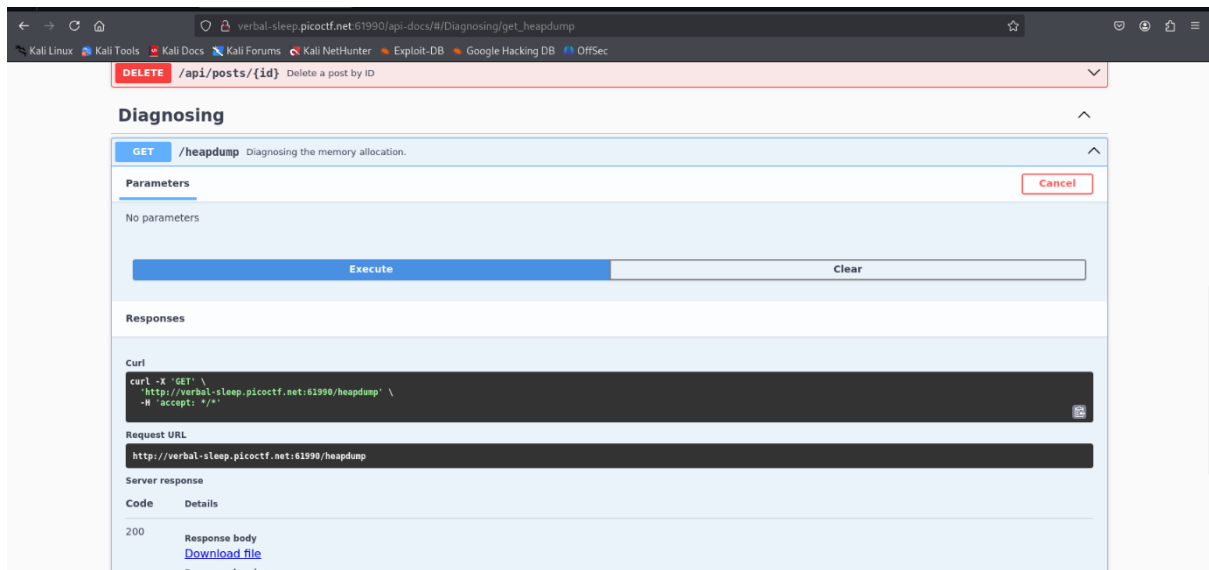 verbal-sleep.picoctf.net:61990/api-docs/#/Diagnosing/get_heapdump
Kali Linux Kali Tools Kali Docs Kali Forums Kali NetHunter Exploit-DB Google Hacking DB OffSec
DELETE /api/posts/{id} Delete a post by ID
Diagnosing
GET /heapdump Diagnosing the memory allocation.
Parameters Cancel
No parameters
Execute Clear
Responses
Curl
curl -X 'GET' \
'http://verbal-sleep.picoctf.net:61990/heapdump' \
-H 'accept: */*'
Request URL
http://verbal-sleep.picoctf.net:61990/heapdump
Server response
Code Details
200 Response body
Download file